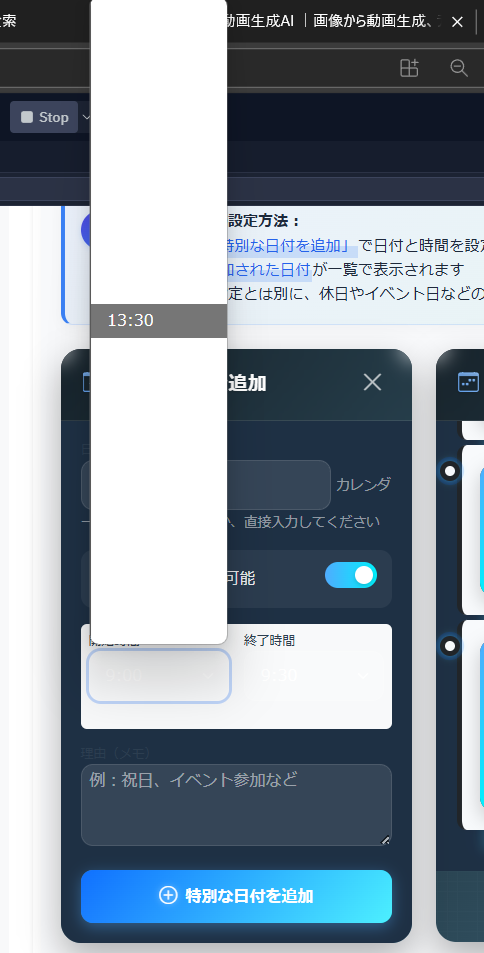 索
動画生成AI ｜ 画像から動画生成、
Stop
設定方法：
特別な日付を追加」で日付と時間を設定
加された日付が一覧で表示されます
定とは別に、休日やイベント日などの
13:30
追加
カレンダ
、直接入力してください
可能
開始時間
終了時間
理由（メモ）
例：祝日、イベント参加など
特別な日付を追加